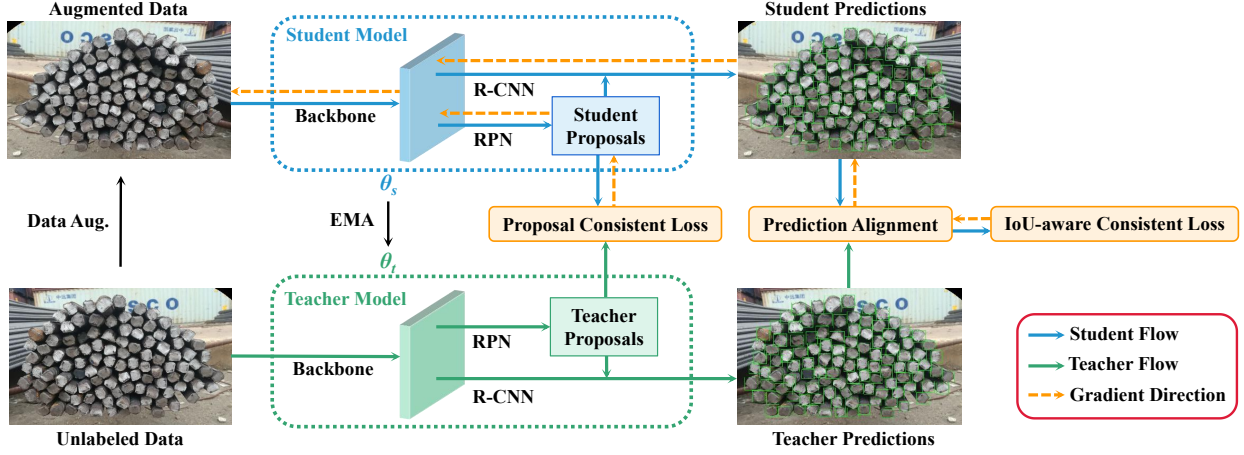 Augmented Data
Student Predictions
Student Model
R-CNN
Backbone
RPN
Student
Proposals
θs
Data Aug.
EMA
Proposal Consistent Loss
Prediction Alignment
IoU-aware Consistent Loss
θt
Teacher Model
RPN
Teacher
Proposals
Backbone
R-CNN
Student Flow
Teacher Flow
Gradient Direction
Unlabeled Data
Teacher Predictions